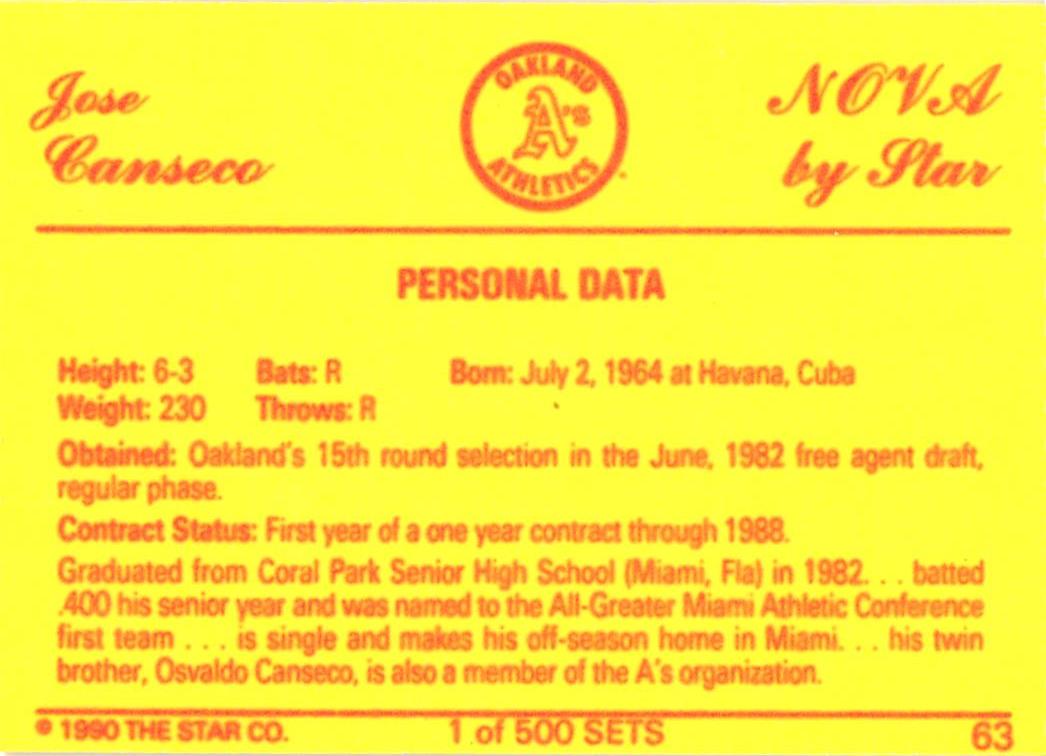 Jose
Canseco
OAKLAND
A's
ATHLETICS
NOVA
by Star
PERSONAL DATA
Height: 6-3 Bats: R Born: July 2, 1964 at Havana, Cuba
Weight: 230 Throws: R
Obtained: Oakland's 15th round selection in the June, 1982 free agent draft,
regular phase.
Contract Status: First year of a one year contract through 1988.
Graduated from Coral Park Senior High School (Miami, Fla) in 1982. . . batted
.400 his senior year and was named to the All-Greater Miami Athletic Conference
first team . . . is single and makes his off-season home in Miami. . . his twin
brother, Osvaldo Canseco, is also a member of the A's organization.
© 1990 THE STAR CO. 1 of 500 SETS 63